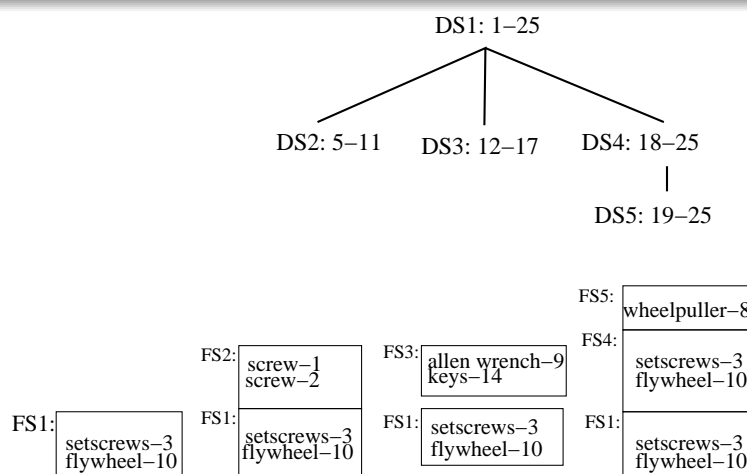 DS1: 1–25
DS2: 5–11
DS3: 12–17
DS4: 18–25
DS5: 19–25
FS1:
setscrews–3
flywheel–10
FS2:
screw–1
screw–2
FS1:
setscrews–3
flywheel–10
FS3:
allen wrench–9
keys–14
FS1:
setscrews–3
flywheel–10
FS5:
wheelpuller–8
FS4:
setscrews–3
flywheel–10
FS1:
setscrews–3
flywheel–10